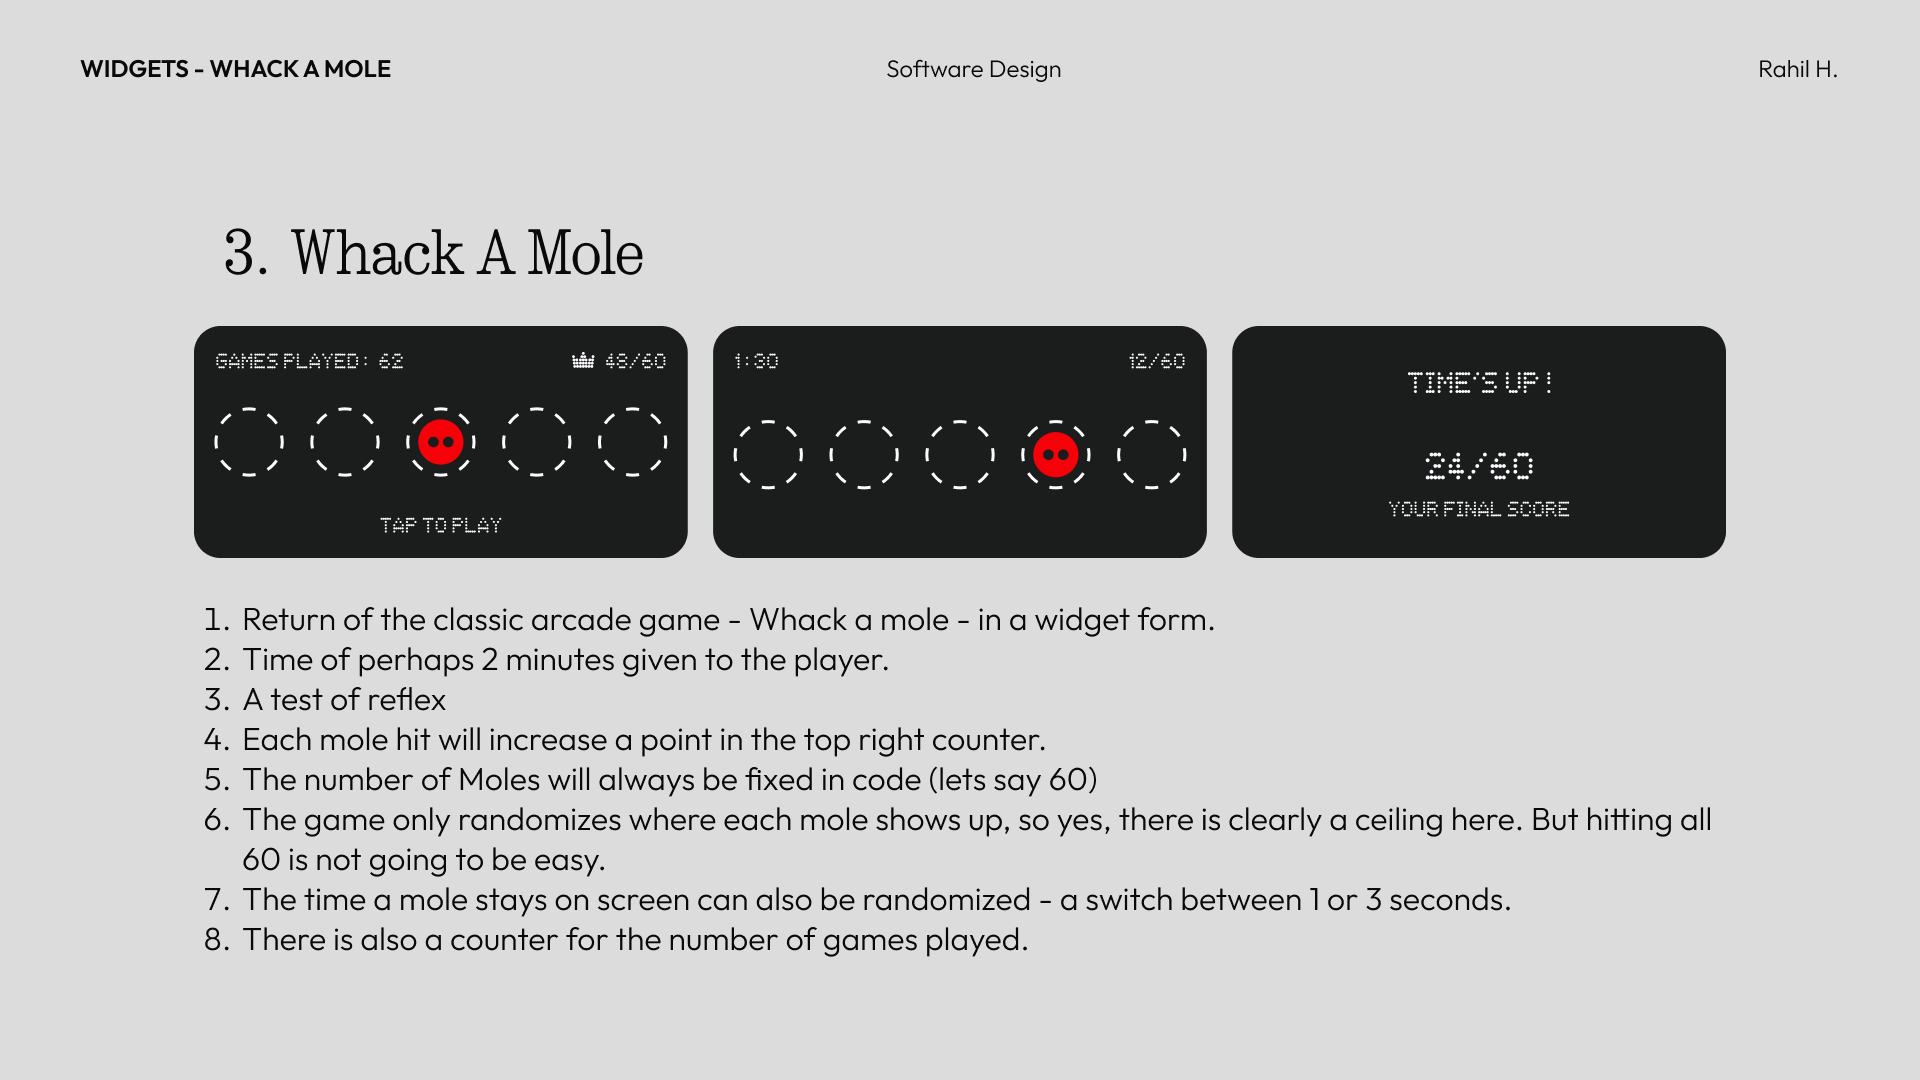 WIDGETS - WHACK A MOLE
Software Design
Rahil H.
3. Whack A Mole
GAMES PLAYED: 62
48/60
TAP TO PLAY
1:30
12/60
TIME'S UP!
24/60
YOUR FINAL SCORE
1. Return of the classic arcade game - Whack a mole - in a widget form.
2. Time of perhaps 2 minutes given to the player.
3. A test of reflex
4. Each mole hit will increase a point in the top right counter.
5. The number of Moles will always be fixed in code (lets say 60)
6. The game only randomizes where each mole shows up, so yes, there is clearly a ceiling here. But hitting all
60 is not going to be easy.
7. The time a mole stays on screen can also be randomized - a switch between 1 or 3 seconds.
8. There is also a counter for the number of games played.